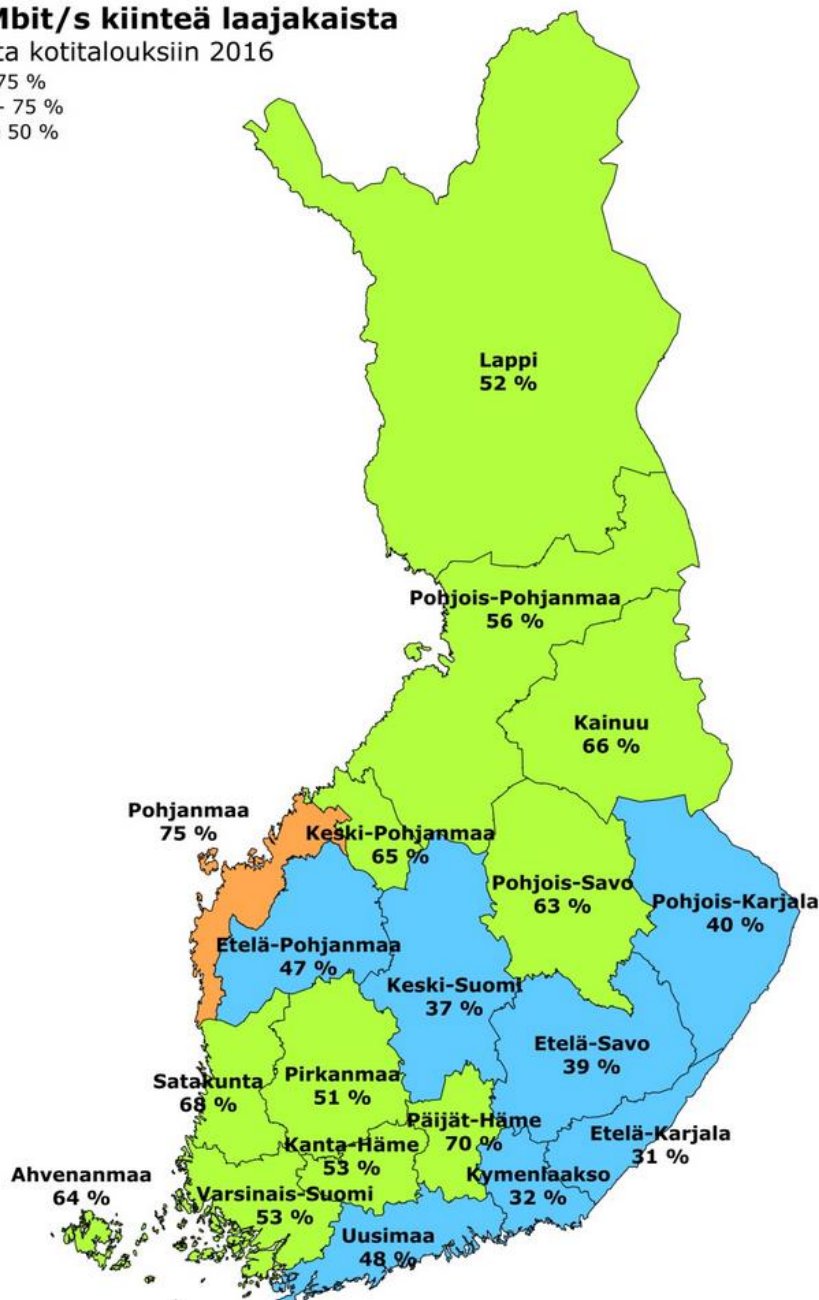 Mbit/s kiinteä laajakaista
kotitalouksiin 2016
75 %
- 75 %
50 %
Lappi
52 %
Pohjois-Pohjanmaa
56 %
Kainuu
66 %
Pohjanmaa
75 %
Keski-Pohjanmaa
65 %
Pohjois-Savo
63 %
Pohjois-Karjala
40 %
Etelä-Pohjanmaa
47 %
Keski-Suomi
37 %
Etelä-Savo
39 %
Satakunta
68 %
Pirkanmaa
51 %
Päijät-Häme
70 %
Etelä-Karjala
31 %
Kanta-Häme
53 %
Kymenlaakso
32 %
Ahvenanmaa
64 %
Varsinais-Suomi
53 %
Uusimaa
48 %